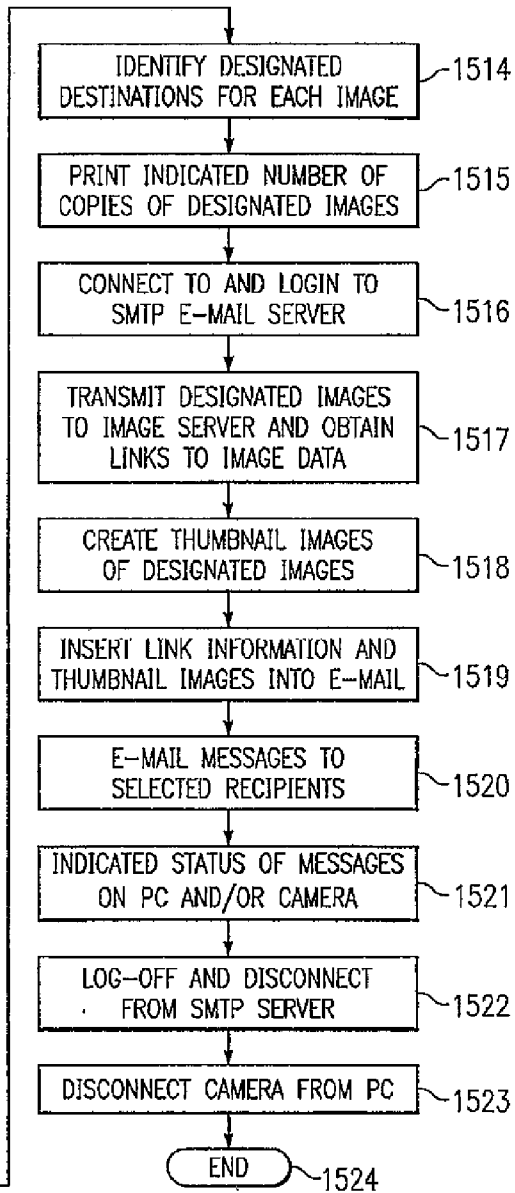 IDENTIFY DESIGNATED
DESTINATIONS FOR EACH IMAGE
1514
PRINT INDICATED NUMBER OF
COPIES OF DESIGNATED IMAGES
1515
CONNECT TO AND LOGIN TO
SMTP E-MAIL SERVER
1516
TRANSMIT DESIGNATED IMAGES
TO IMAGE SERVER AND OBTAIN
LINKS TO IMAGE DATA
1517
CREATE THUMBNAIL IMAGES
OF DESIGNATED IMAGES
1518
INSERT LINK INFORMATION AND
THUMBNAIL IMAGES INTO E-MAIL
1519
E-MAIL MESSAGES TO
SELECTED RECIPIENTS
1520
INDICATED STATUS OF MESSAGES
ON PC AND/OR CAMERA
1521
LOG-OFF AND DISCONNECT
FROM SMTP SERVER
1522
DISCONNECT CAMERA FROM PC
1523
END
1524